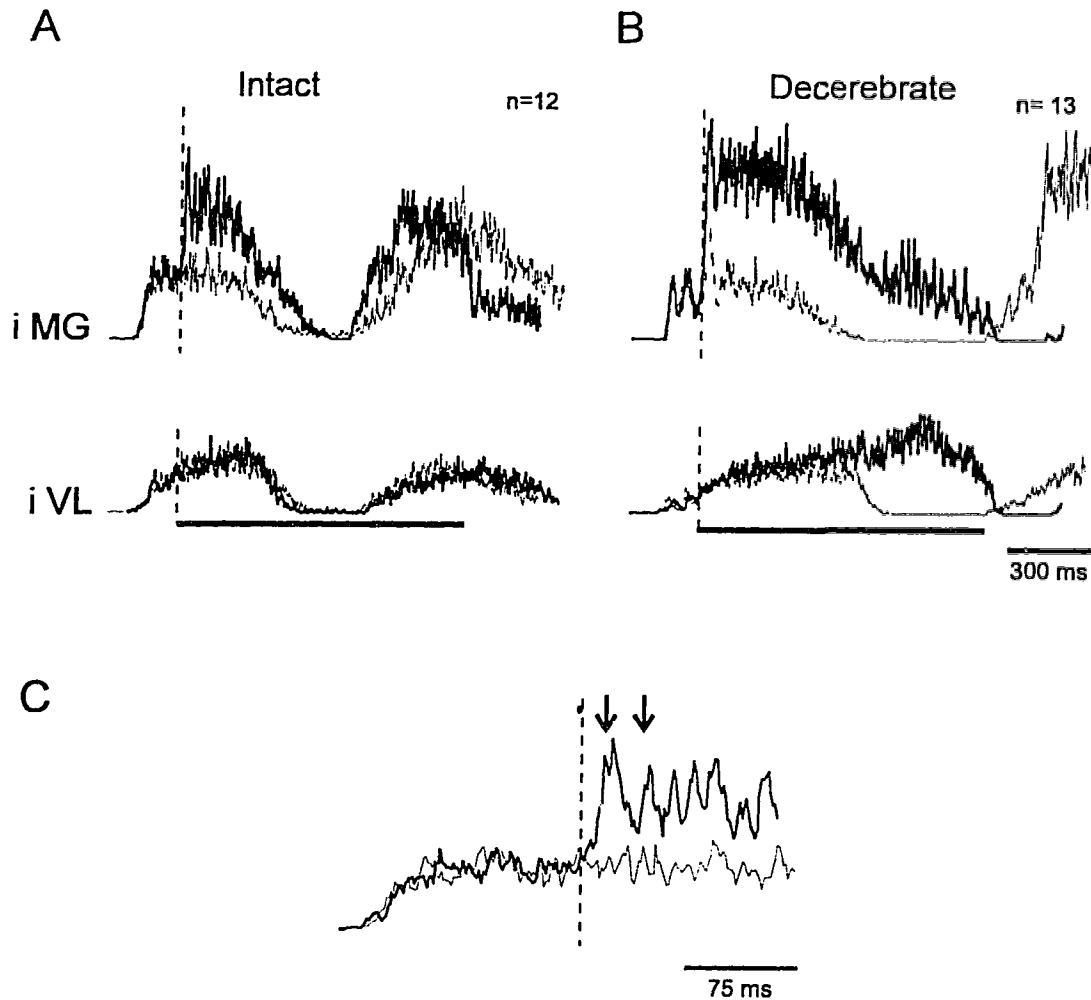 A
B
Intact
n=12
Decerebrate
n= 13
i MG
i VL
300 ms
C
75 ms